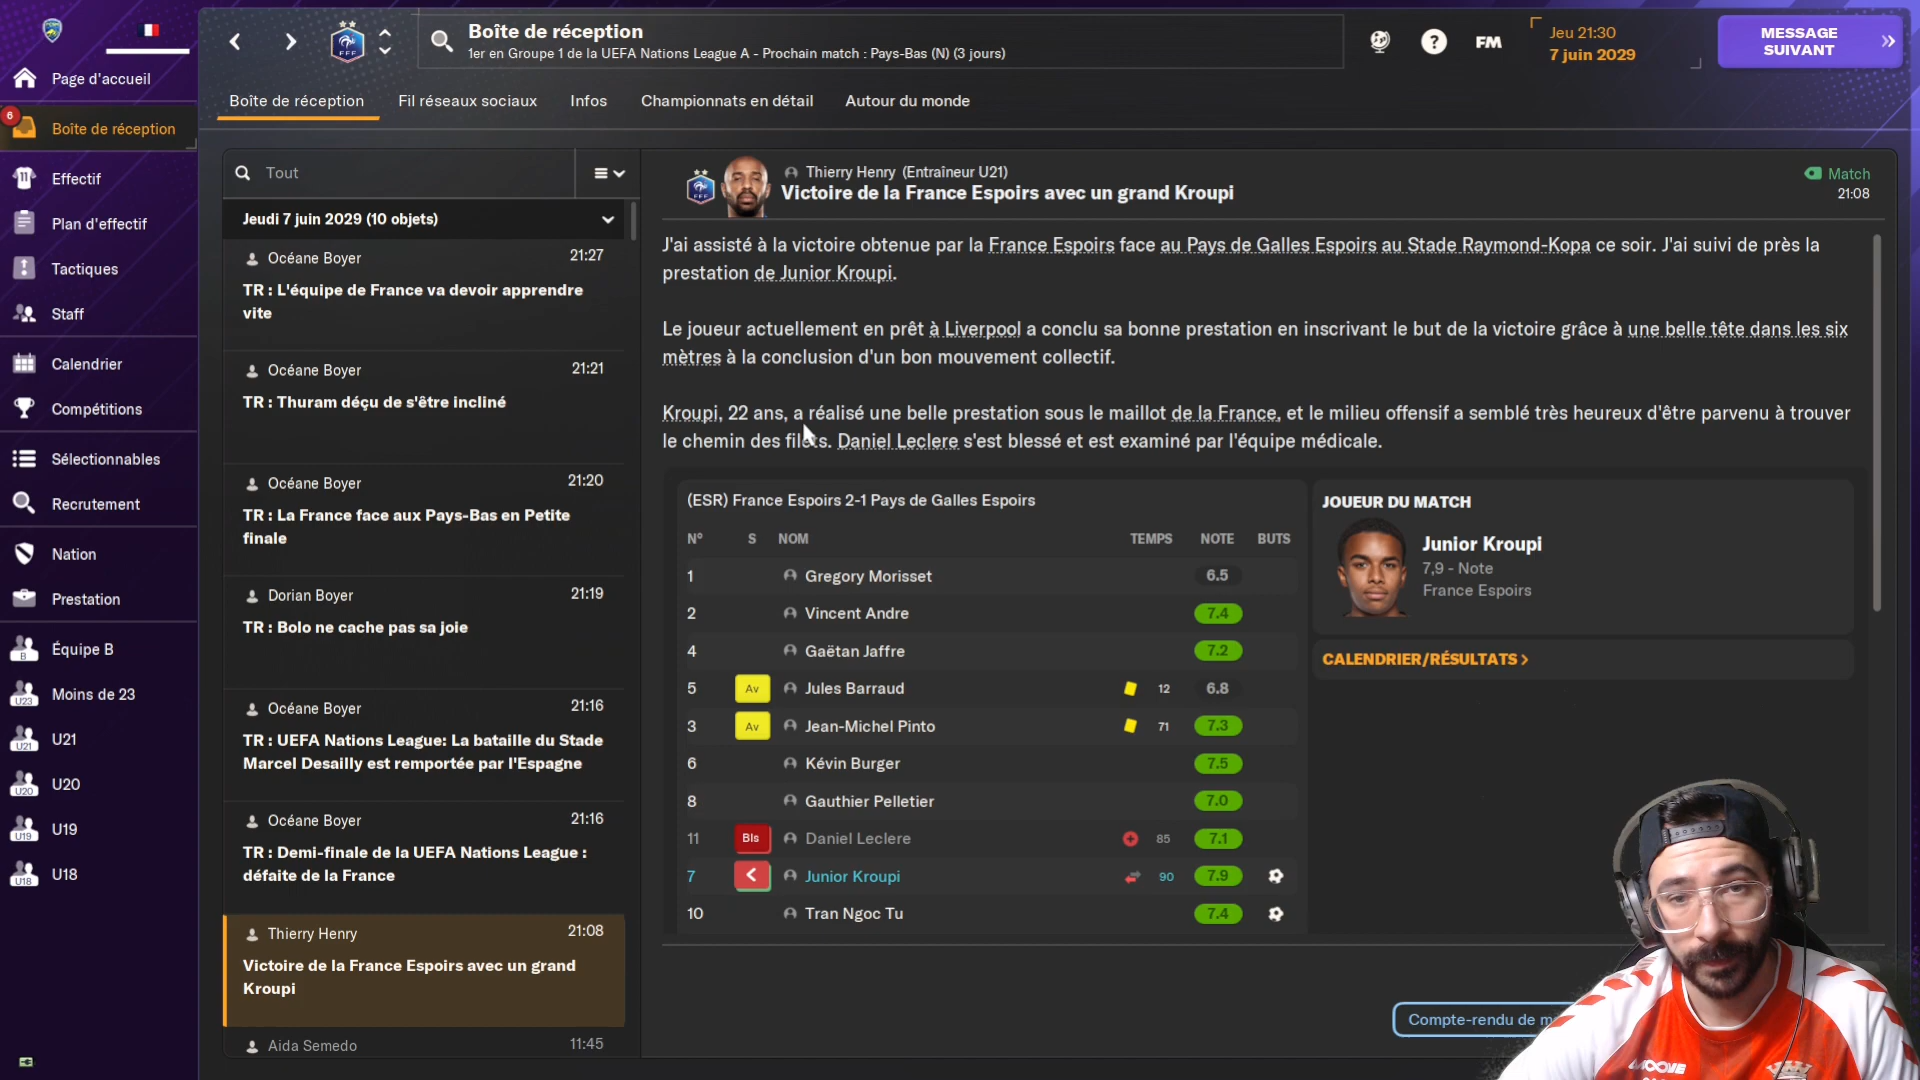 Boîte de réception
1er en Groupe 1 de la UEFA Nations League A - Prochain match : Pays-Bas (N) (3 jours)
FM
Jeu 21:30
7 juin 2029
MESSAGE
SUIVANT
Page d'accueil
6
Boîte de réception
Effectif
Plan d'effectif
Tactiques
Staff
Calendrier
Compétitions
Sélectionnables
Recrutement
Nation
Prestation
Équipe B
Moins de 23
U21
U20
U19
U18
Boîte de réception
Fil réseaux sociaux
Infos
Championnats en détail
Autour du monde
Tout
Jeudi 7 juin 2029 (10 objets)
Océane Boyer 21:27
TR : L'équipe de France va devoir apprendre
vite
Océane Boyer 21:21
TR : Thuram déçu de s'être incliné
Océane Boyer 21:20
TR : La France face aux Pays-Bas en Petite
finale
Dorian Boyer 21:19
TR : Bolo ne cache pas sa joie
Océane Boyer 21:16
TR : UEFA Nations League: La bataille du Stade
Marcel Desailly est remportée par l'Espagne
Océane Boyer 21:16
TR : Demi-finale de la UEFA Nations League :
défaite de la France
Thierry Henry 21:08
Victoire de la France Espoirs avec un grand
Kroupi
Aida Semedo 11:45
Thierry Henry (Entraîneur U21)
Victoire de la France Espoirs avec un grand Kroupi
Match
21:08
J'ai assisté à la victoire obtenue par la France Espoirs face au Pays de Galles Espoirs au Stade Raymond-Kopa ce soir. J'ai suivi de près la
prestation de Junior Kroupi.
Le joueur actuellement en prêt à Liverpool a conclu sa bonne prestation en inscrivant le but de la victoire grâce à une belle tête dans les six
mètres à la conclusion d'un bon mouvement collectif.
Kroupi, 22 ans, a réalisé une belle prestation sous le maillot de la France, et le milieu offensif a semblé très heureux d'être parvenu à trouver
le chemin des filets. Daniel Leclere s'est blessé et est examiné par l'équipe médicale.
(ESR) France Espoirs 2-1 Pays de Galles Espoirs
N° S NOM TEMPS NOTE BUTS
1 Gregory Morisset 6.5
2 Vincent Andre 7.4
4 Gaëtan Jaffre 7.2
5 Av Jules Barraud 12 6.8
3 Av Jean-Michel Pinto 71 7.3
6 Kévin Burger 7.5
8 Gauthier Pelletier 7.0
11 Bls Daniel Leclere 85 7.1
7 Junior Kroupi 90 7.9
10 Tran Ngoc Tu 7.4
JOUEUR DU MATCH
Junior Kroupi
7,9 - Note
France Espoirs
CALENDRIER/RÉSULTATS >
Compte-rendu de
MOOVE